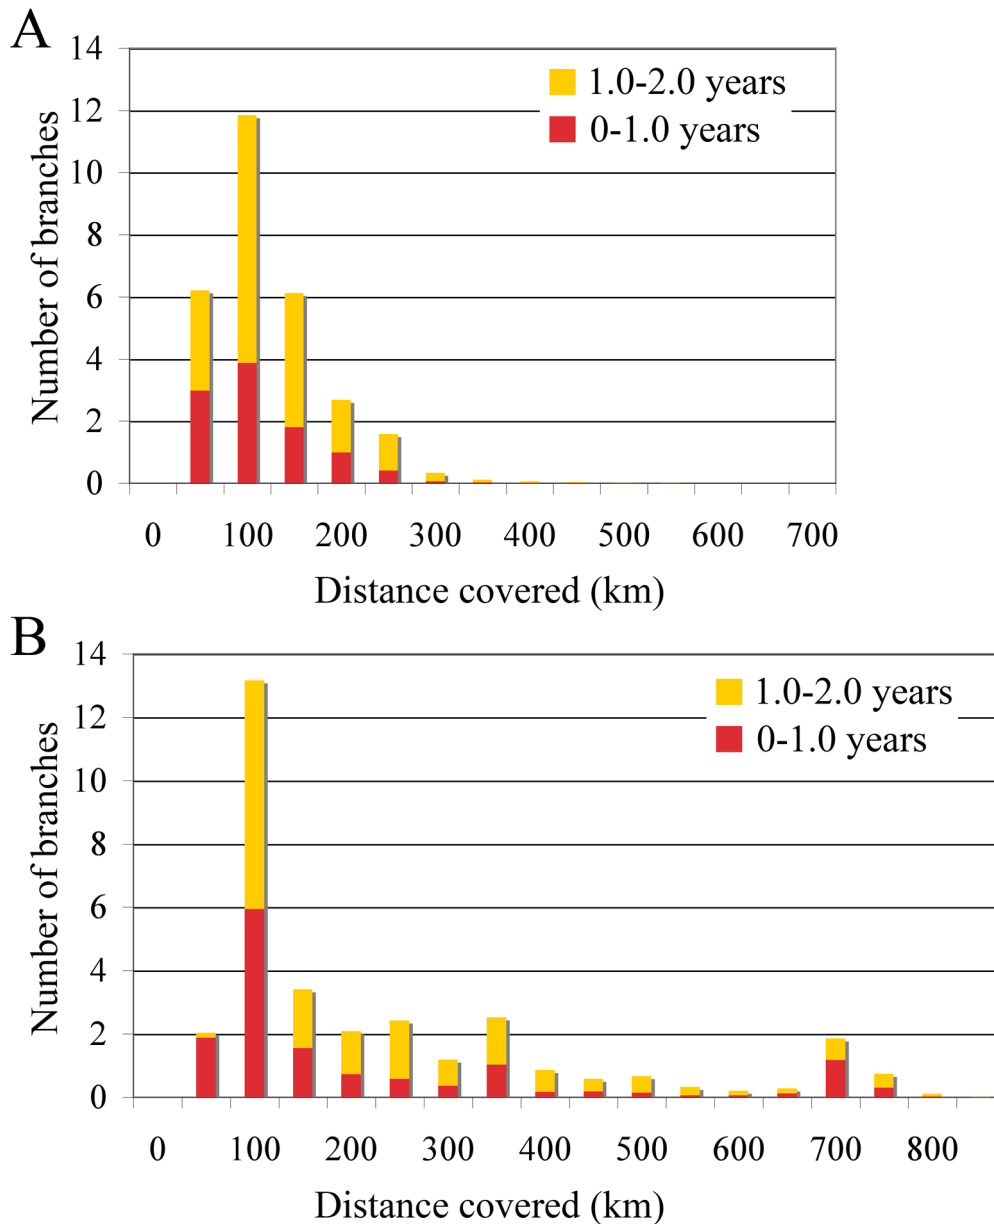 A
14
12
10
8
6
4
2
0
Number of branches
1.0-2.0 years
0-1.0 years
0 100 200 300 400 500 600 700
Distance covered (km)
B
14
12
10
8
6
4
2
0
Number of branches
1.0-2.0 years
0-1.0 years
0 100 200 300 400 500 600 700 800
Distance covered (km)